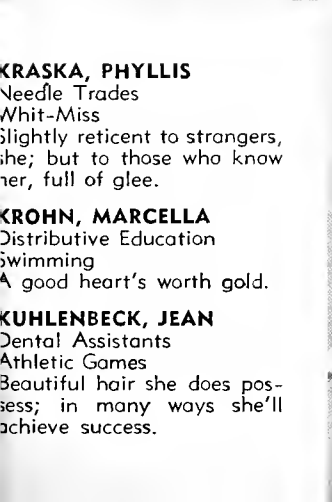 KRASKA, PHYLLIS
Needle Trades
Whit-Miss
Slightly reticent to strangers,
she; but to those who know
her, full of glee.
KROHN, MARCELLA
Distributive Education
Swimming
A good heart's worth gold.
KUHLENBECK, JEAN
Dental Assistants
Athletic Games
Beautiful hair she does pos-
sess; in many ways she'll
achieve success.